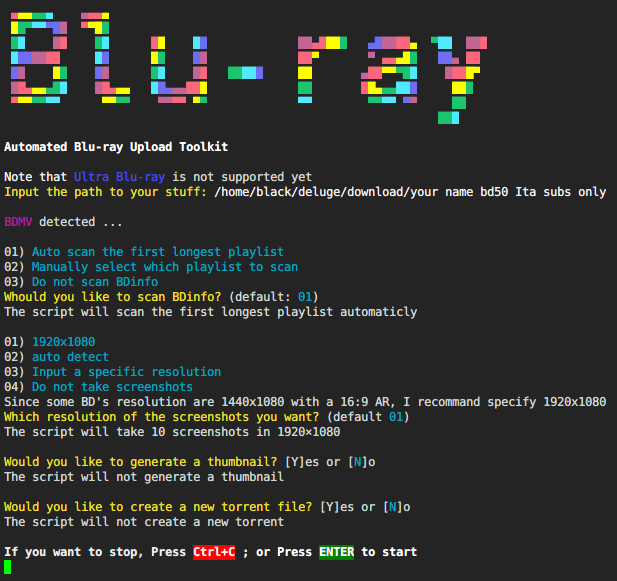 Blu-ray
Automated Blu-ray Upload Toolkit
Note that Ultra Blu-ray is not supported yet
Input the path to your stuff: /home/black/deluge/download/your name bd50 Ita subs only
BDMV detected ...
01) Auto scan the first longest playlist
02) Manually select which playlist to scan
03) Do not scan BDinfo
Whould you like to scan BDinfo? (default: 01)
The script will scan the first longest playlist automaticly
01) 1920x1080
02) auto detect
03) Input a specific resolution
04) Do not take screenshots
Since some BD's resolution are 1440x1080 with a 16:9 AR, I recommand specify 1920x1080
Which resolution of the screenshots you want? (default 01)
The script will take 10 screenshots in 1920×1080
Would you like to generate a thumbnail? [Y]es or [N]o
The script will not generate a thumbnail
Would you like to create a new torrent file? [Y]es or [N]o
The script will not create a new torrent
If you want to stop, Press Ctrl+C ; or Press ENTER to start